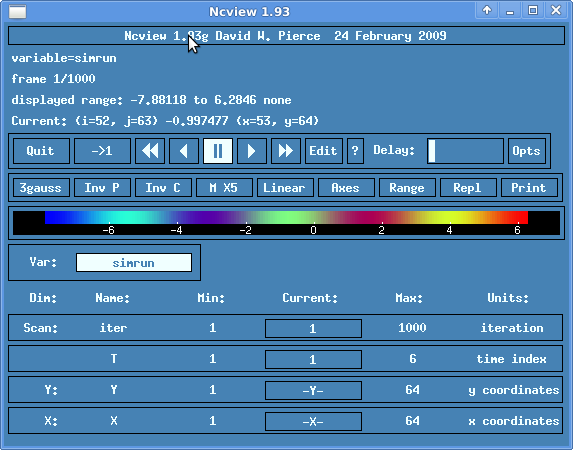 Ncview 1.93
Ncview 1.93g David W. Pierce 24 February 2009
variable=simrun
frame 1/1000
displayed range: -7.88118 to 6.2846 none
Current: (i=52, j=63) -0.997477 (x=53, y=64)
Quit ->1 Edit ? Delay: Opts
3gauss Inv P Inv C M X5 Linear Axes Range Repl Print
-6 -4 -2 0 2 4 6
Var: simrun
Dim: Name: Min: Current: Max: Units:
Scan: iter 1 1 1000 iteration
T 1 1 6 time index
Y: Y 1 -Y- 64 y coordinates
X: X 1 -X- 64 x coordinates